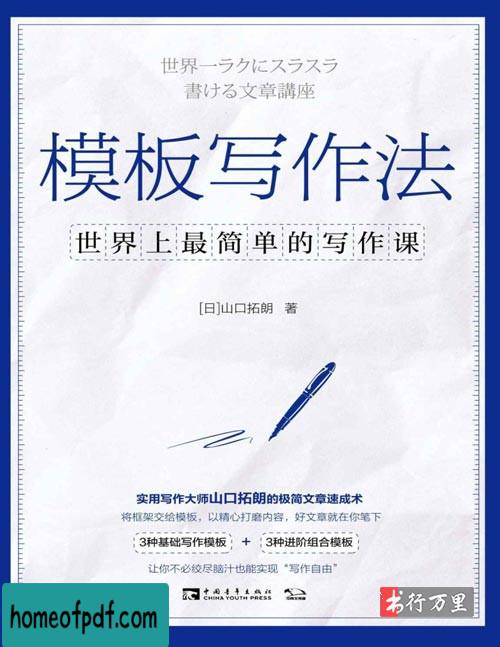 世界一ラクにスラスラ
書ける文章講座
模板写作法
世界上最简单的写作课
[日]山口拓朗 著
实用写作大师山口拓朗的极简文章速成术
将框架交给模板，以精心打磨内容，好文章就在你笔下
3种基础写作模板 + 3种进阶组合模板
让你不必绞尽脑汁也能实现“写作自由”
中国青年出版社
CHINA YOUTH PRESS
书行万里
homeofpdf.com